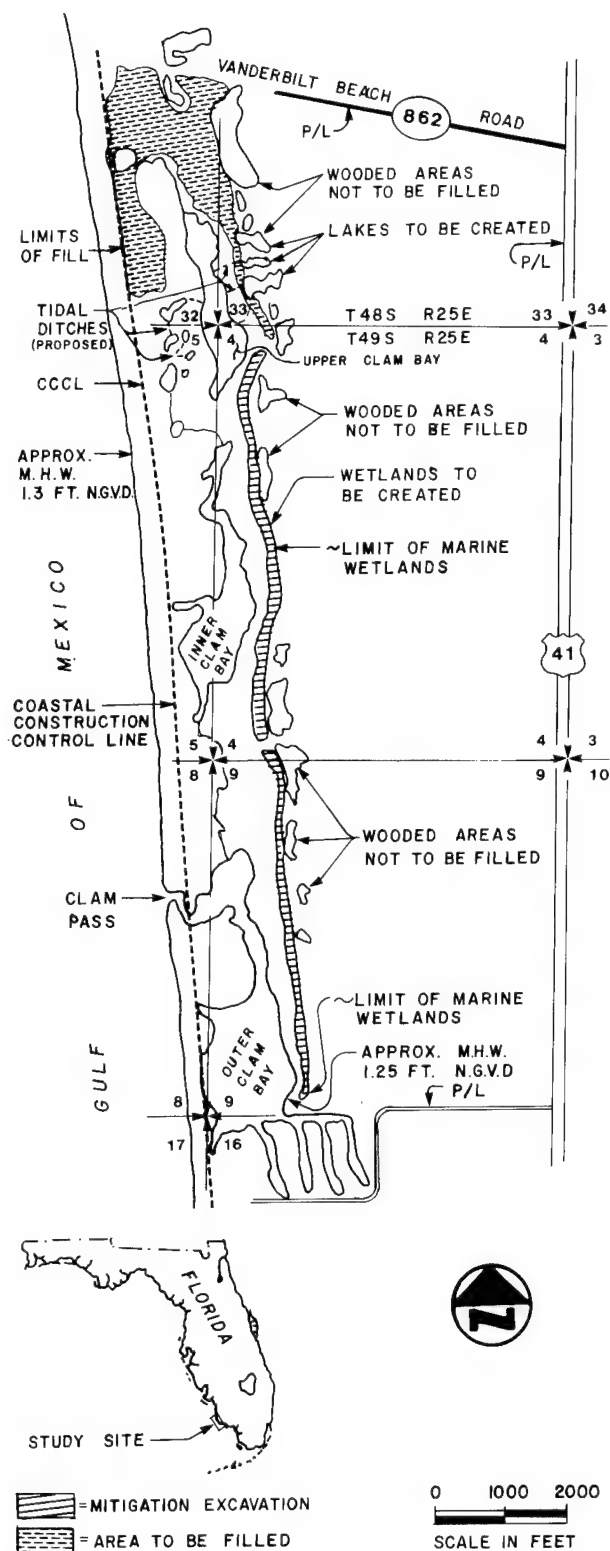 VANDERBILT BEACH ROAD
862
P/L
WOODED AREAS
NOT TO BE FILLED
LAKES TO BE CREATED
P/L
LIMITS
OF FILL
TIDAL
DITCHES
(PROPOSED)
32 33
T48S R25E
33 34
5 4
T49S R25E
4 3
UPPER CLAM BAY
CCCL
APPROX.
M.H.W.
1.3 FT. N.G.V.D.
WOODED AREAS
NOT TO BE FILLED
WETLANDS TO
BE CREATED
~LIMIT OF MARINE
WETLANDS
MEXICO
INNER
CLAM
BAY
41
COASTAL
CONSTRUCTION
CONTROL LINE
5 4
4 3
8 9
9 10
OF
WOODED AREAS
NOT TO BE FILLED
CLAM
PASS
~LIMIT OF MARINE
WETLANDS
OUTER
CLAM
BAY
APPROX. M.H.W.
1.25 FT. N.G.V.D
P/L
GULF
8 9
17 16
FLORIDA
N
STUDY SITE
=MITIGATION EXCAVATION
=AREA TO BE FILLED
0 1000 2000
SCALE IN FEET